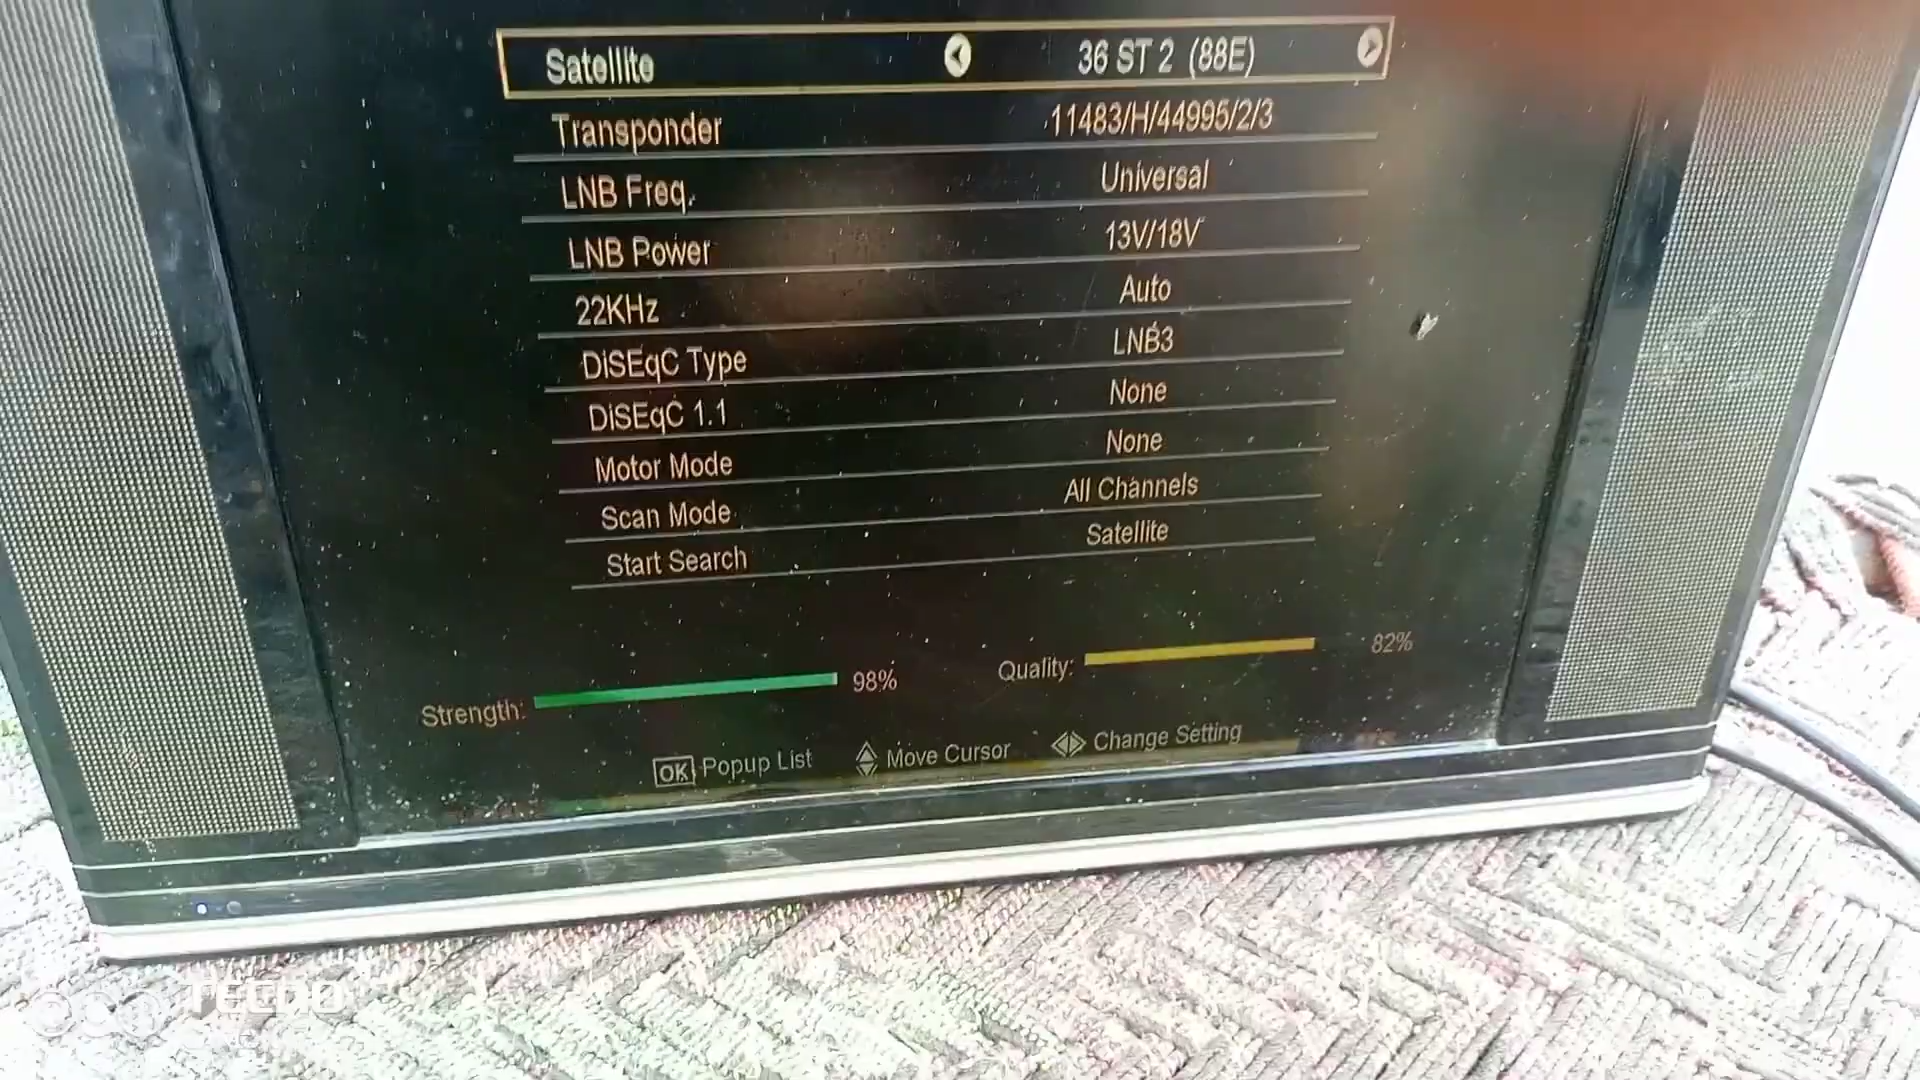 Satellite 36 ST 2 (88E)
Transponder 11483/H/44995/2/3
LNB Freq. Universal
LNB Power 13V/18V
22KHz Auto
DiSEqC Type LNB3
DiSEqC 1.1 None
Motor Mode None
Scan Mode All Channels
Start Search Satellite
Strength: 98% Quality: 82%
OK Popup List Move Cursor Change Setting
TECNO